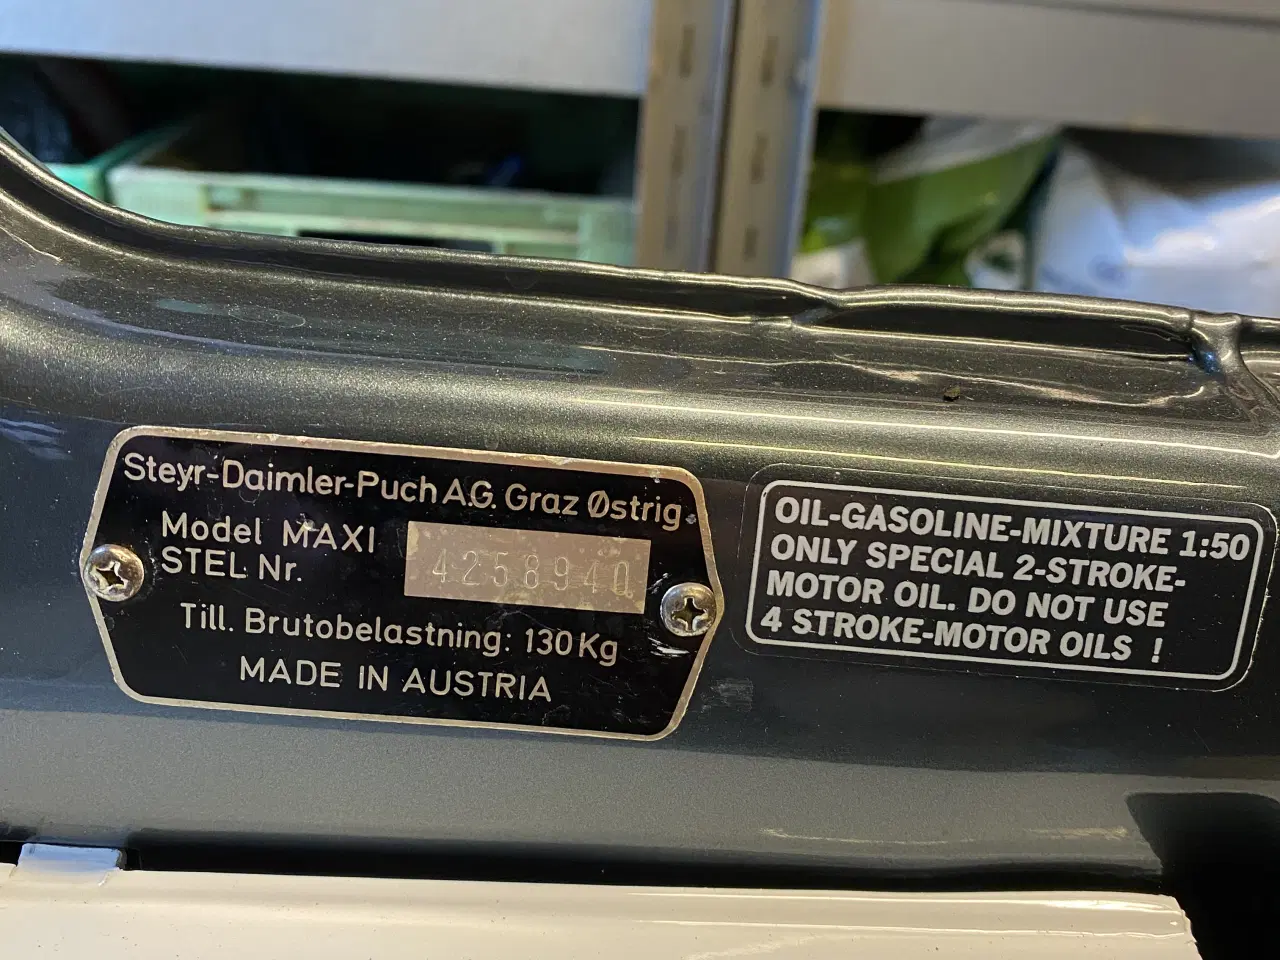 Steyr-Daimler-Puch A.G. Graz Østrig.
Model MAXI
STEL Nr. 4258940
Till. Brutobelastning: 130 Kg
MADE IN AUSTRIA
OIL-GASOLINE-MIXTURE 1:50
ONLY SPECIAL 2-STROKE-
MOTOR OIL. DO NOT USE
4 STROKE-MOTOR OILS !